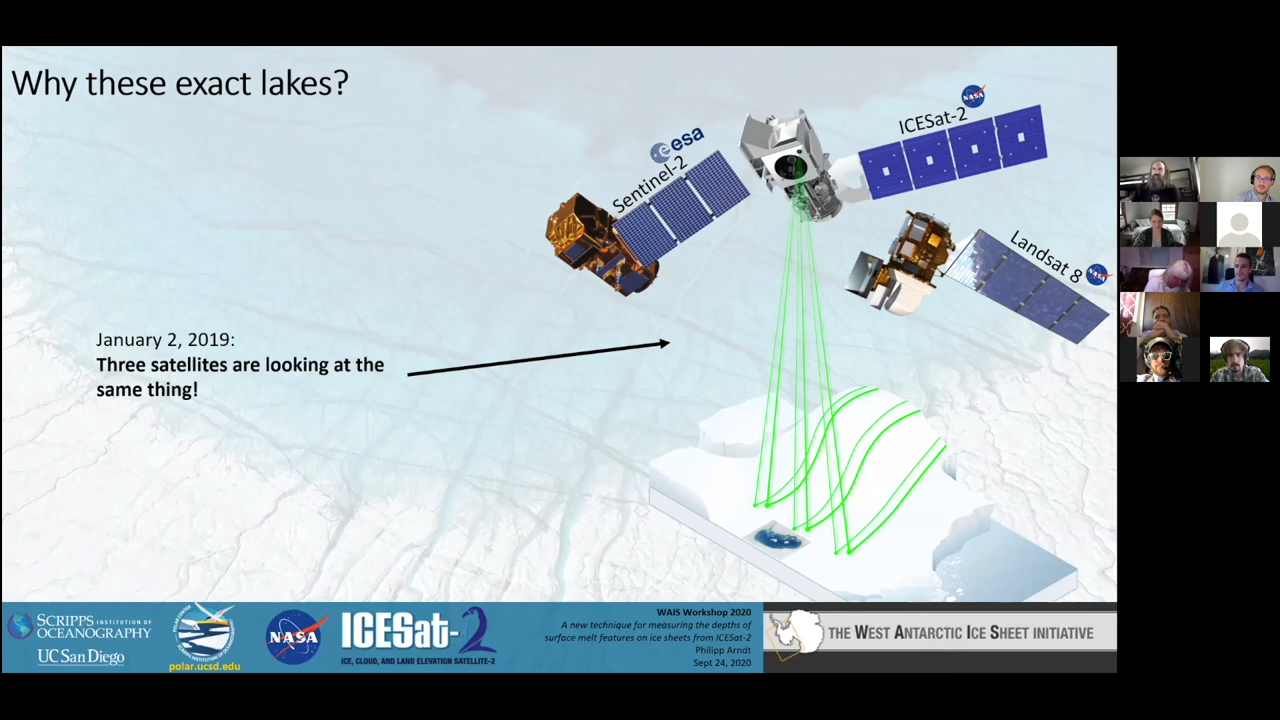 Why these exact lakes?
esa
Sentinel-2
NASA
ICESat-2
Landsat 8
NASA
January 2, 2019:
Three satellites are looking at the
same thing!
SCRIPPS INSTITUTION OF
OCEANOGRAPHY
UC San Diego
polar.ucsd.edu
NASA
ICESat-2
ICE, CLOUD, AND LAND ELEVATION SATELLITE-2
WAIS Workshop 2020
A new technique for measuring the depths of
surface melt features on ice sheets from ICESat-2
Philipp Arndt
Sept 24, 2020
THE WEST ANTARCTIC ICE SHEET INITIATIVE